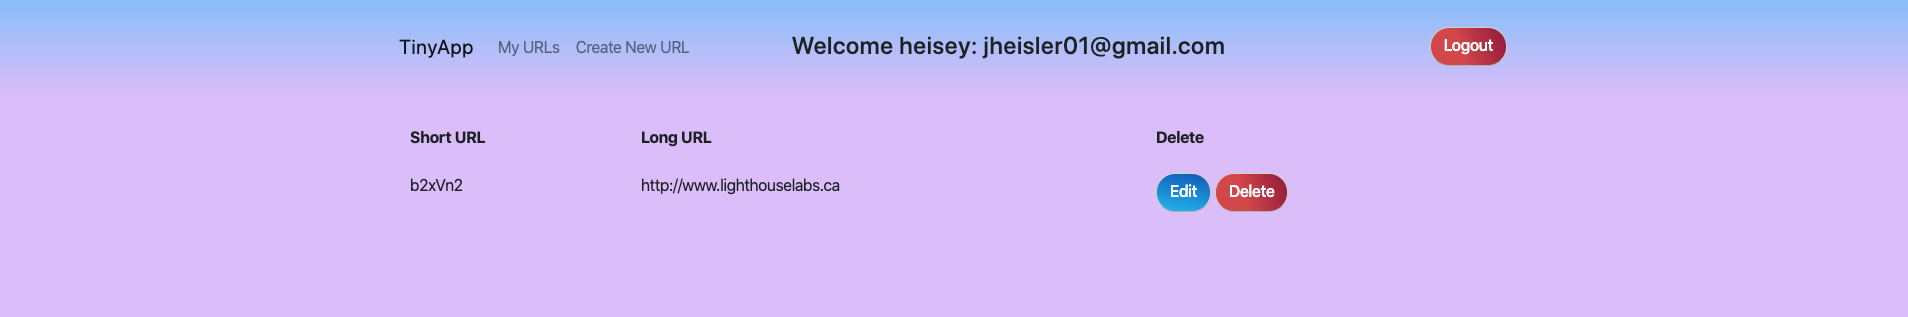 TinyApp My URLs Create New URL Welcome heisey: jheisler01@gmail.com Logout
Short URL Long URL Delete
b2xVn2 http://www.lighthouselabs.ca Edit Delete